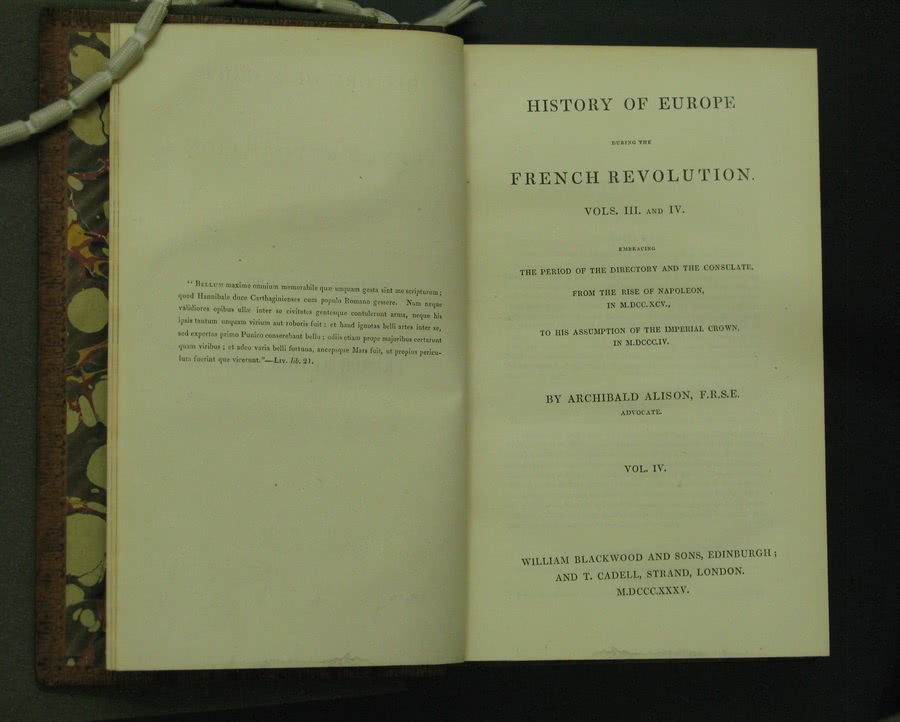 “ Bellum maxime omnium memorabile quæ unquam gesta sint me scripturum ;
quod Hannibale duce Carthaginienses cum populo Romano gessere. Nam neque
validiores opibus ullæ inter se civitates gentesque contulerunt arma, neque his
ipsis tantum unquam virium aut roboris fuit : et haud ignotas belli artes inter se,
sed expertas primo Punico conserebant bello ; odiis etiam prope majoribus certarunt
quam viribus ; et adeo varia belli fortuna, ancepsque Mars fuit, ut propius pericu-
lum fuerint que vicerunt.”—Liv. lib. 21.
HISTORY OF EUROPE
DURING THE
FRENCH REVOLUTION.
VOLS. III. AND IV.
EMBRACING
THE PERIOD OF THE DIRECTORY AND THE CONSULATE,
FROM THE RISE OF NAPOLEON,
IN M.DCC.XCV.,
TO HIS ASSUMPTION OF THE IMPERIAL CROWN,
IN M.DCCC.IV.
BY ARCHIBALD ALISON, F.R.S.E.
ADVOCATE.
VOL. IV.
WILLIAM BLACKWOOD AND SONS, EDINBURGH ;
AND T. CADELL, STRAND, LONDON.
M.DCCC.XXXV.